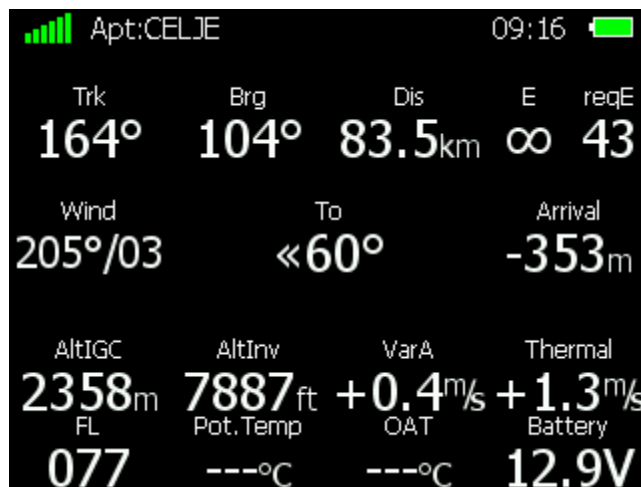 Apt:CELJE 09:16
Trk Brg Dis E reqE
164° 104° 83.5km ∞ 43
Wind To Arrival
205°/03 «60° -353m
AltIGC AltInv VarA Thermal
2358m 7887ft +0.4m/s +1.3m/s
FL Pot.Temp OAT Battery
077 ---°C ---°C 12.9V